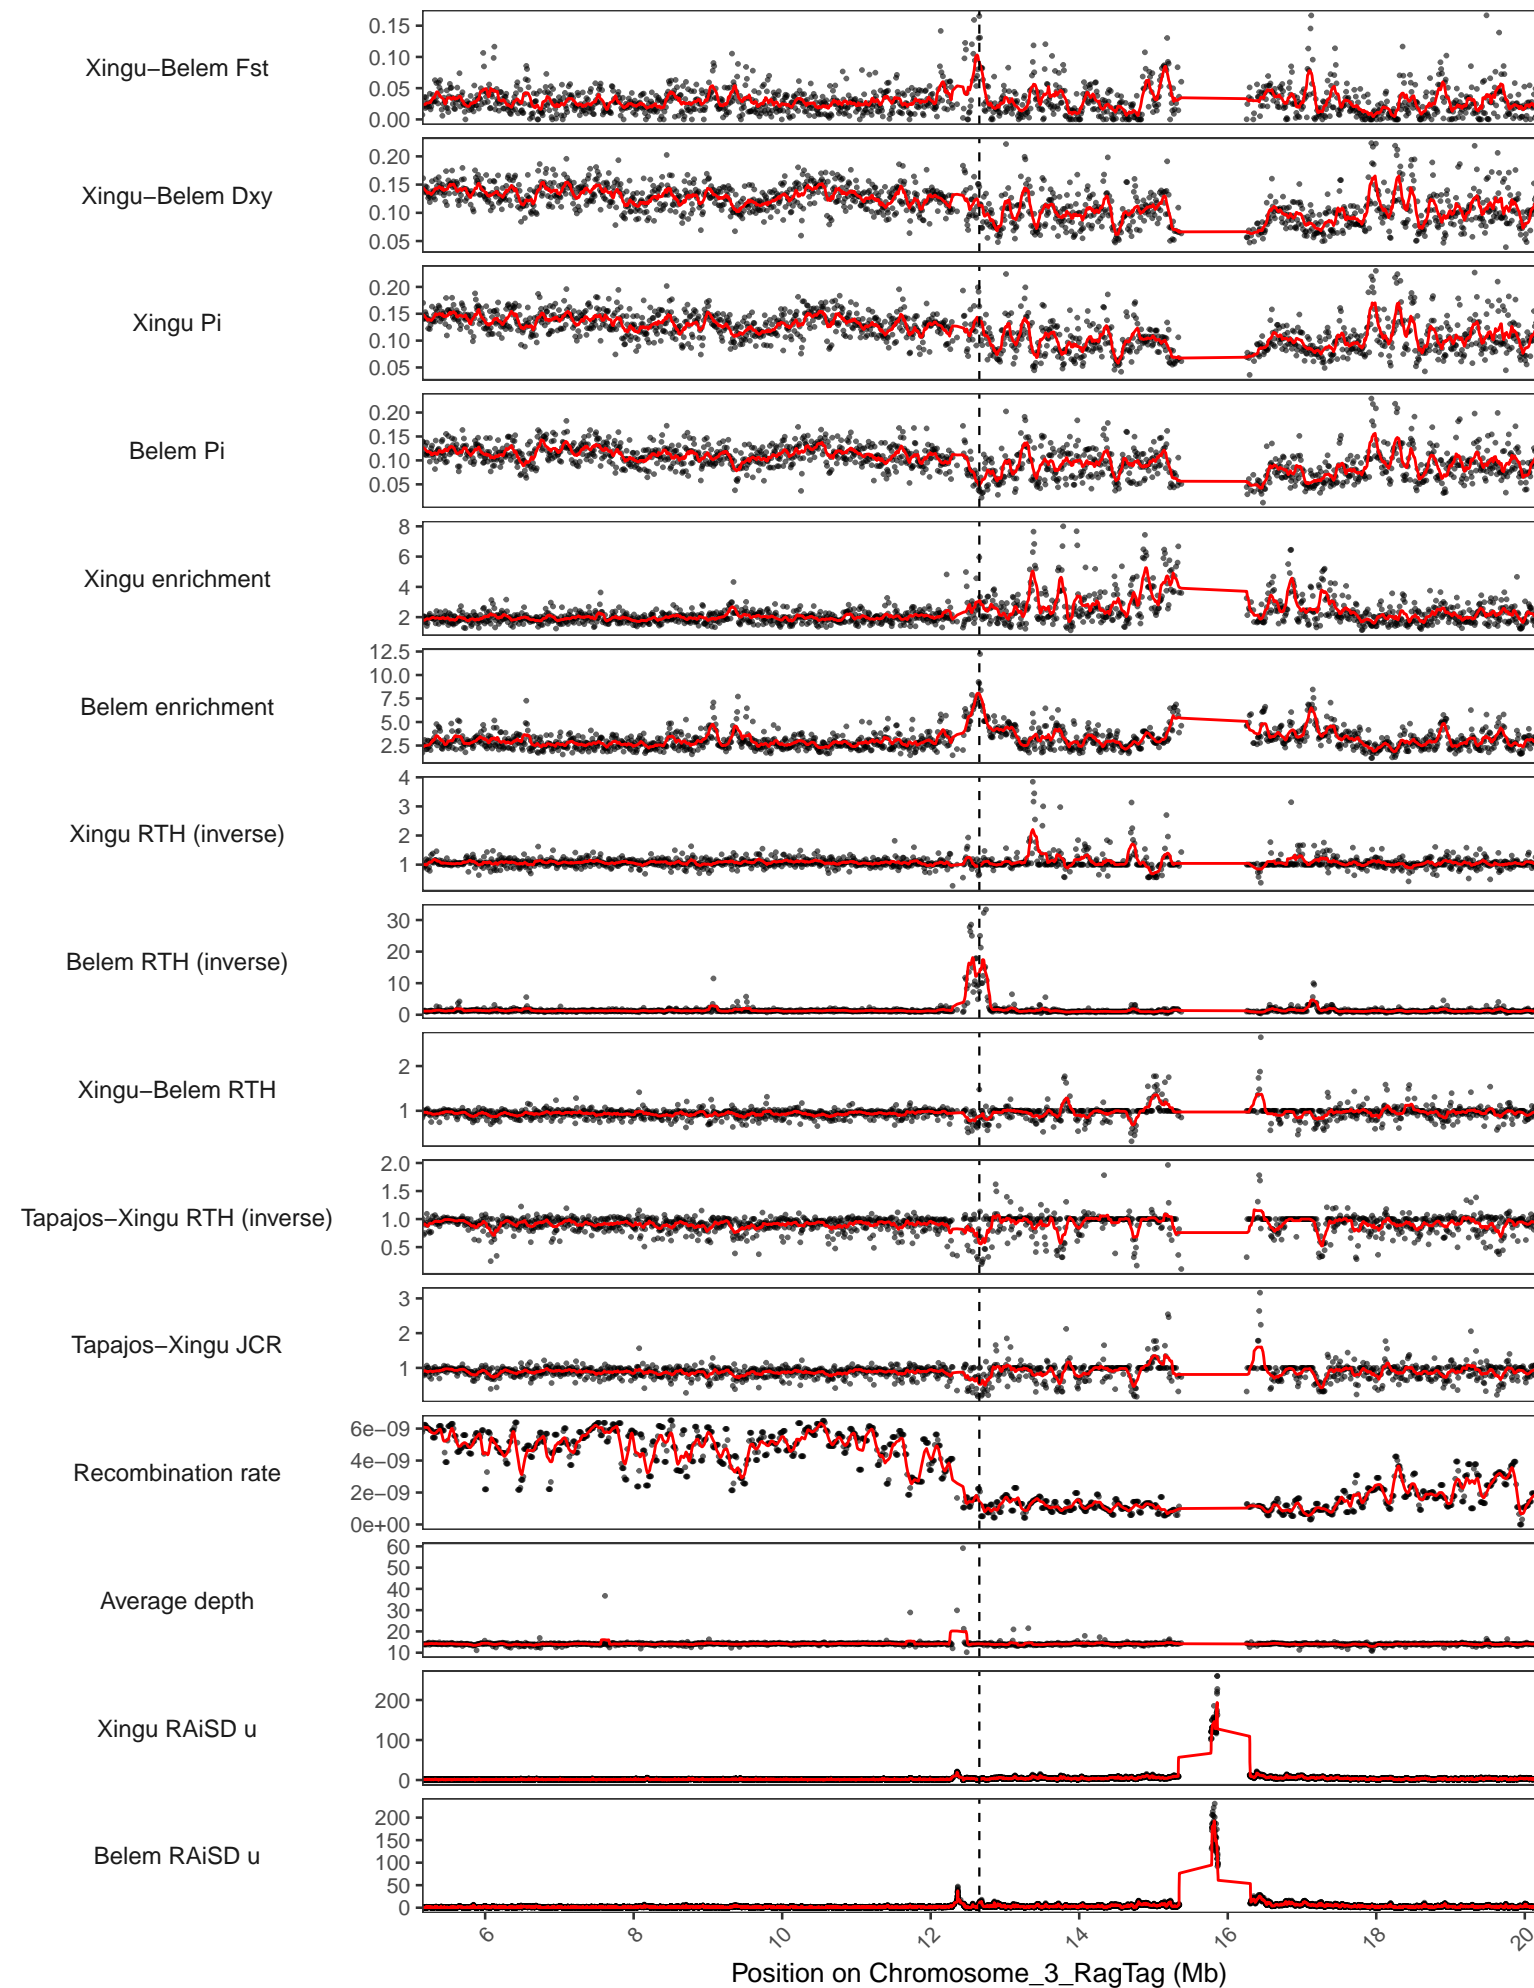 Xingu−Belem Fst
0.15
0.10
0.05
0.00
Xingu−Belem Dxy
0.20
0.15
0.10
0.05
Xingu Pi
0.20
0.15
0.10
0.05
Belem Pi
0.20
0.15
0.10
0.05
Xingu enrichment
8
6
4
2
Belem enrichment
12.5
10.0
7.5
5.0
2.5
Xingu RTH (inverse)
4
3
2
1
Belem RTH (inverse)
30
20
10
0
Xingu−Belem RTH
2
1
Tapajos−Xingu RTH (inverse)
2.0
1.5
1.0
0.5
Tapajos−Xingu JCR
3
2
1
Recombination rate
6e−09
4e−09
2e−09
0e+00
Average depth
60
50
40
30
20
10
Xingu RAiSD u
200
100
0
Belem RAiSD u
200
150
100
50
0
6 8 10 12 14 16 18 20
Position on Chromosome_3_RagTag (Mb)